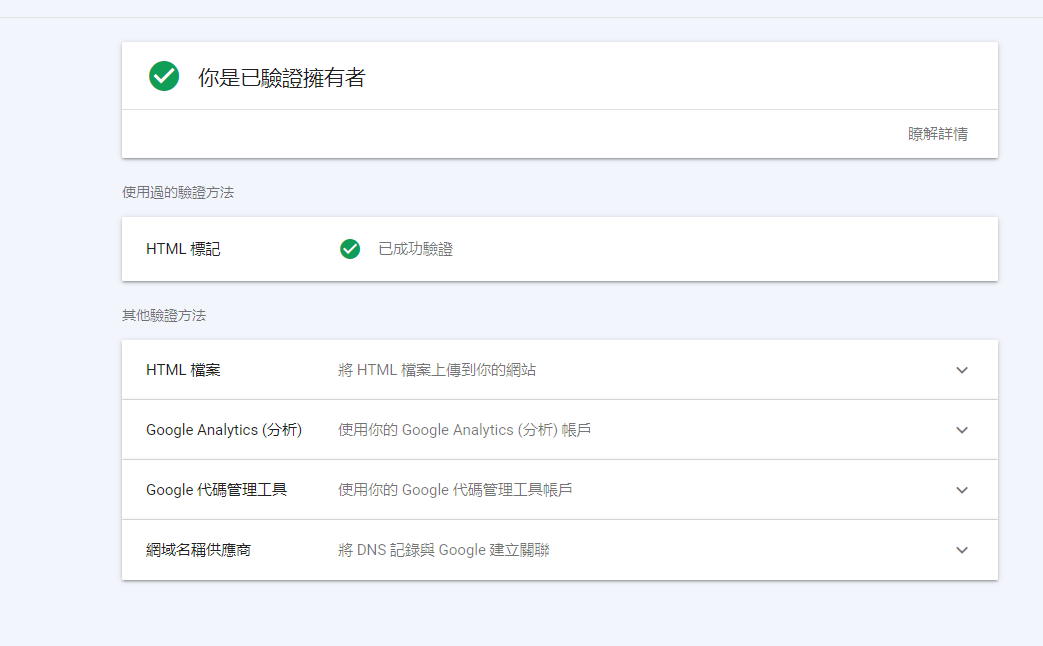 你是已驗證擁有者
瞭解詳情
使用過的驗證方法
HTML 標記 已成功驗證
其他驗證方法
HTML 檔案 將 HTML 檔案上傳到你的網站
Google Analytics (分析) 使用你的 Google Analytics (分析) 帳戶
Google 代碼管理工具 使用你的 Google 代碼管理工具帳戶
網域名稱供應商 將 DNS 記錄與 Google 建立關聯